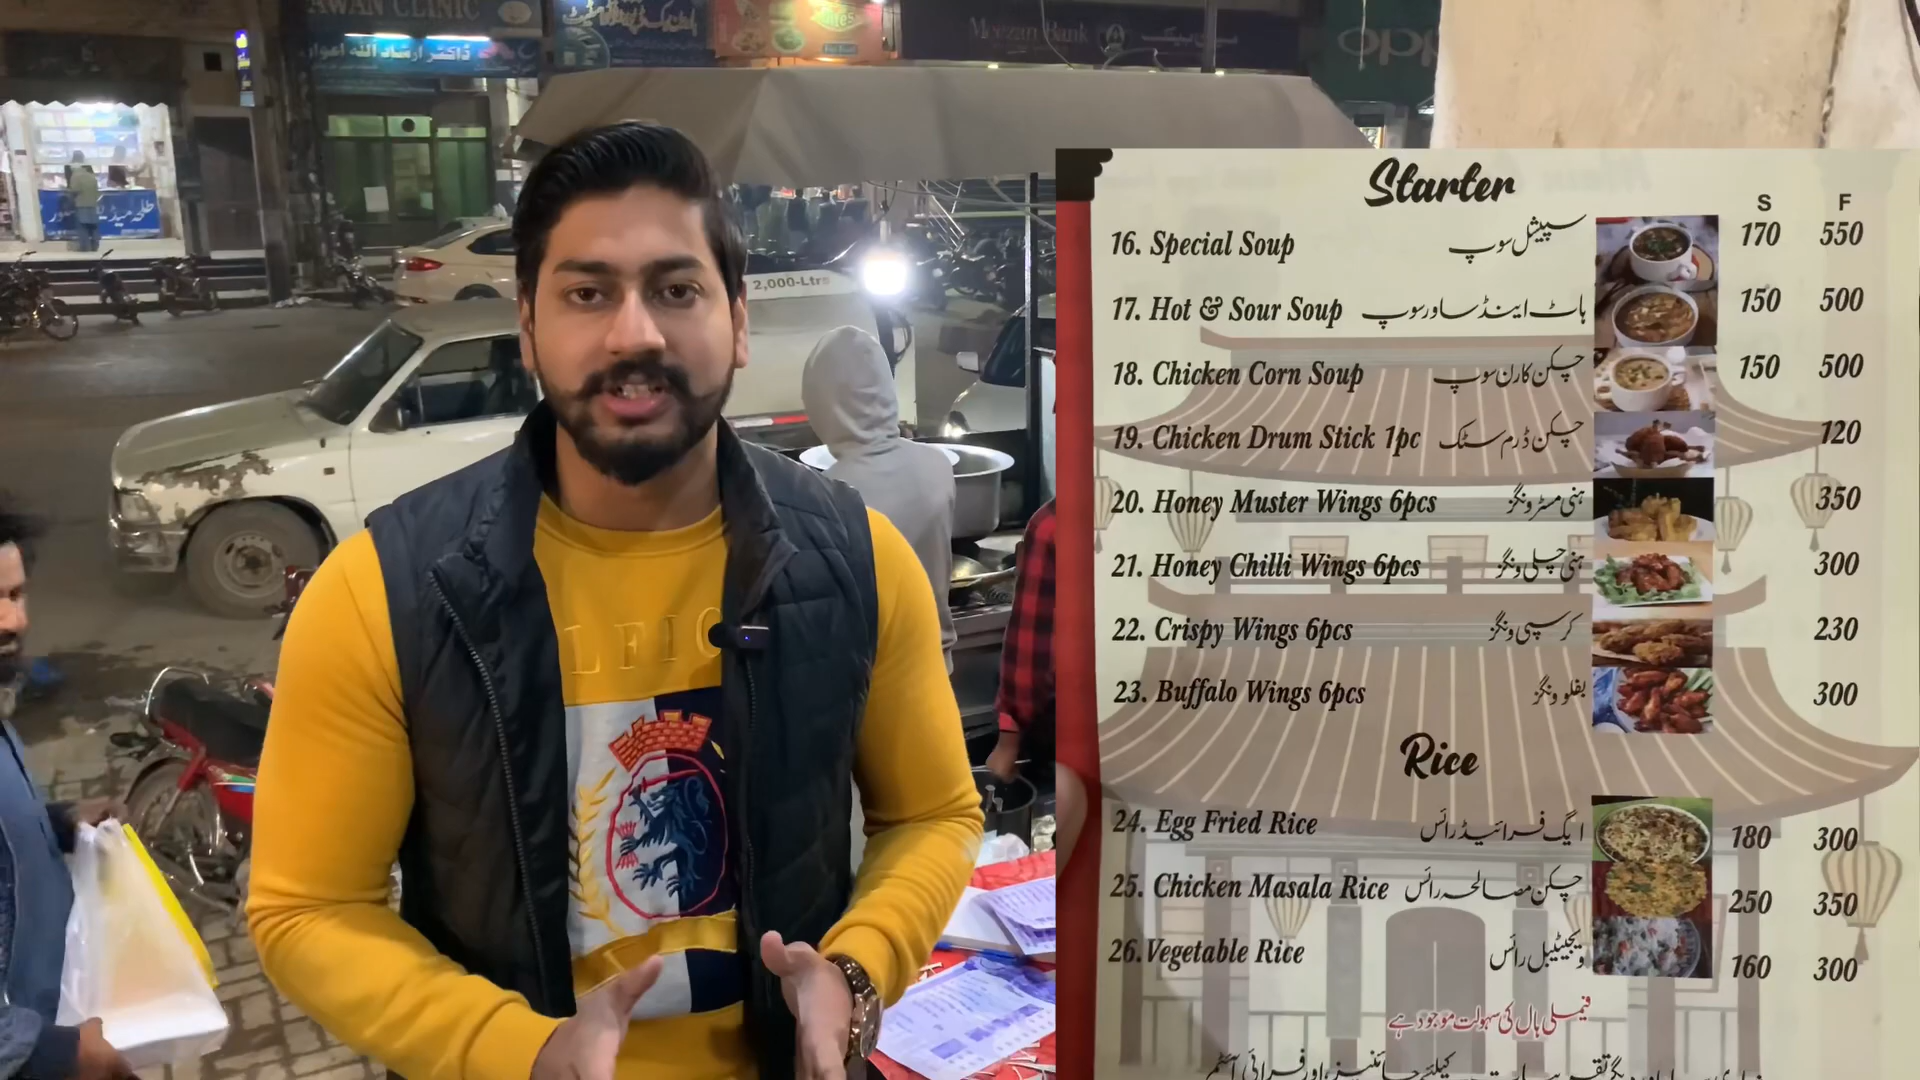 AWAN CLINIC
ڈاکٹر ارشاد اللہ اعوان
Meezan Bank
میزان بینک
oppo
2,000-Ltrs
LFIC
Starter
S F
16. Special Soup سپیشل سوپ 170 550
17. Hot & Sour Soup ہاٹ اینڈ ساور سوپ 150 500
18. Chicken Corn Soup چکن کارن سوپ 150 500
19. Chicken Drum Stick 1pc چکن ڈرم سٹک 120
20. Honey Muster Wings 6pcs ہنی مسٹر ونگز 350
21. Honey Chilli Wings 6pcs ہنی چلی ونگز 300
22. Crispy Wings 6pcs کرسپی ونگز 230
23. Buffalo Wings 6pcs بفلو ونگز 300
Rice
24. Egg Fried Rice ایگ فرائیڈ رائس 180 300
25. Chicken Masala Rice چکن مصالحہ رائس 250 350
26. Vegetable Rice ویجیٹیبل رائس 160 300
فیملی ہال کی سہولت موجود ہے